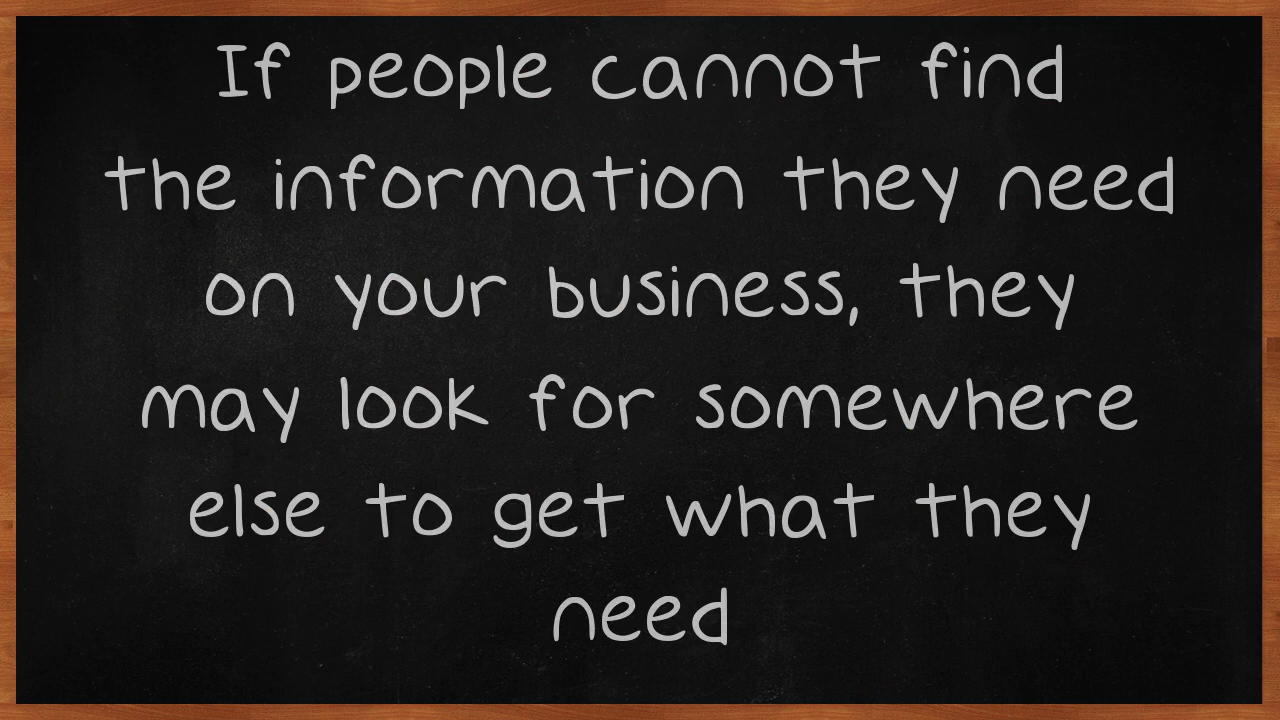 If people cannot find
the information they need
on your business, they
may look for somewhere
else to get what they
need